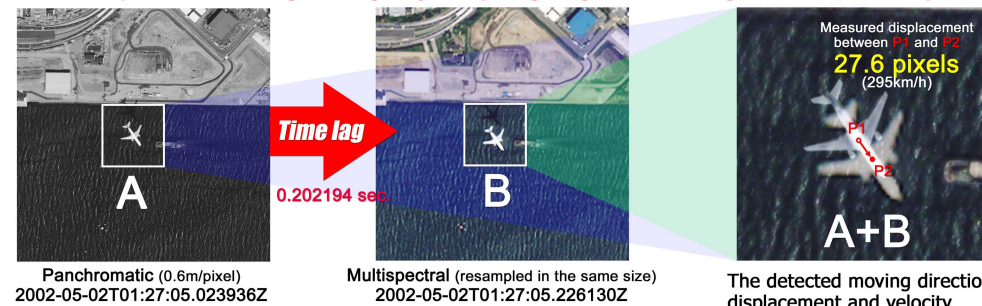 Measured displacement
between P1 and P2
27.6 pixels
(295km/h)
Time lag
P1
P2
A
B
0.202194 sec.
A+B
Panchromatic (0.6m/pixel)
2002-05-02T01:27:05.023936Z
Multispectral (resampled in the same size)
2002-05-02T01:27:05.226130Z
The detected moving directio
displacement and velocity